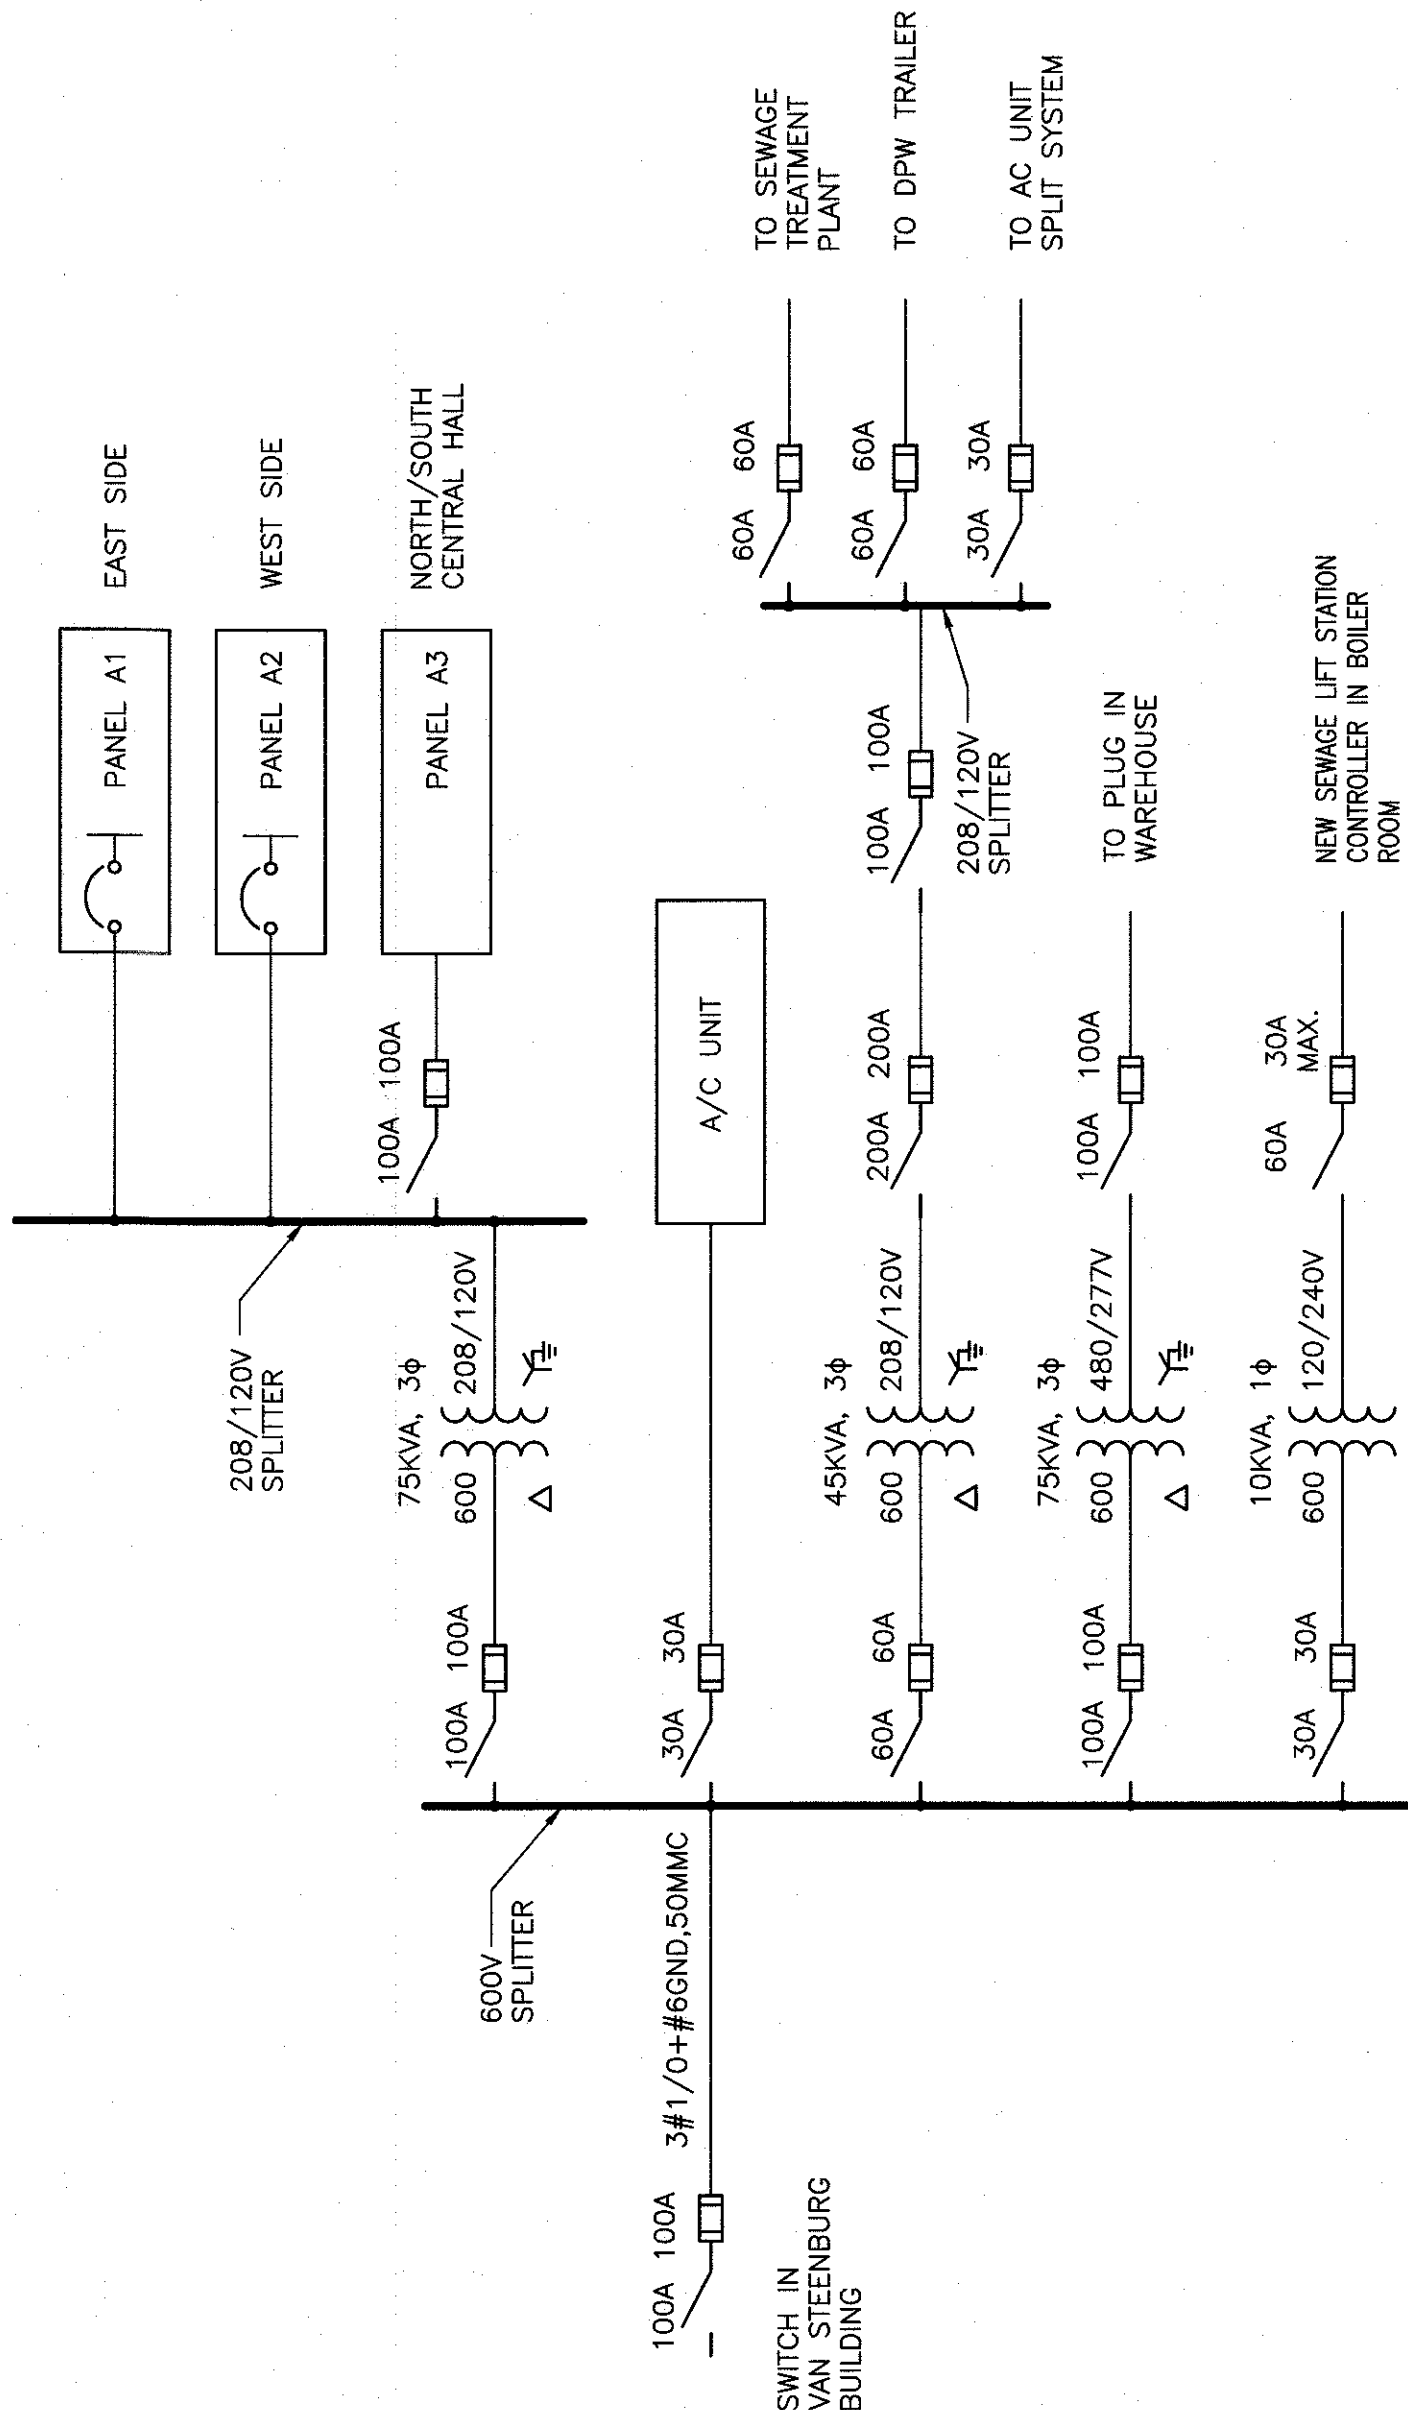 EAST SIDE
PANEL A1
WEST SIDE
PANEL A2
NORTH/SOUTH
CENTRAL HALL
PANEL A3
100A 100A
208/120V
SPLITTER
75KVA, 3ϕ
600 208/120V
Δ
100A 100A
600V
SPLITTER
3#1/0+#6GND,50MMC
100A 100A
SWITCH IN
VAN STEENBURG
BUILDING
30A 30A
A/C UNIT
60A 60A
45KVA, 3ϕ
600 208/120V
Δ
200A 200A
100A 100A
208/120V
SPLITTER
60A 60A
TO SEWAGE
TREATMENT
PLANT
60A 60A
TO DPW TRAILER
30A 30A
TO AC UNIT
SPLIT SYSTEM
100A 100A
75KVA, 3ϕ
600 480/277V
Δ
100A 100A
TO PLUG IN
WAREHOUSE
30A 30A
10KVA, 1ϕ
600 120/240V
60A 30A
MAX.
NEW SEWAGE LIFT STATION
CONTROLLER IN BOILER
ROOM